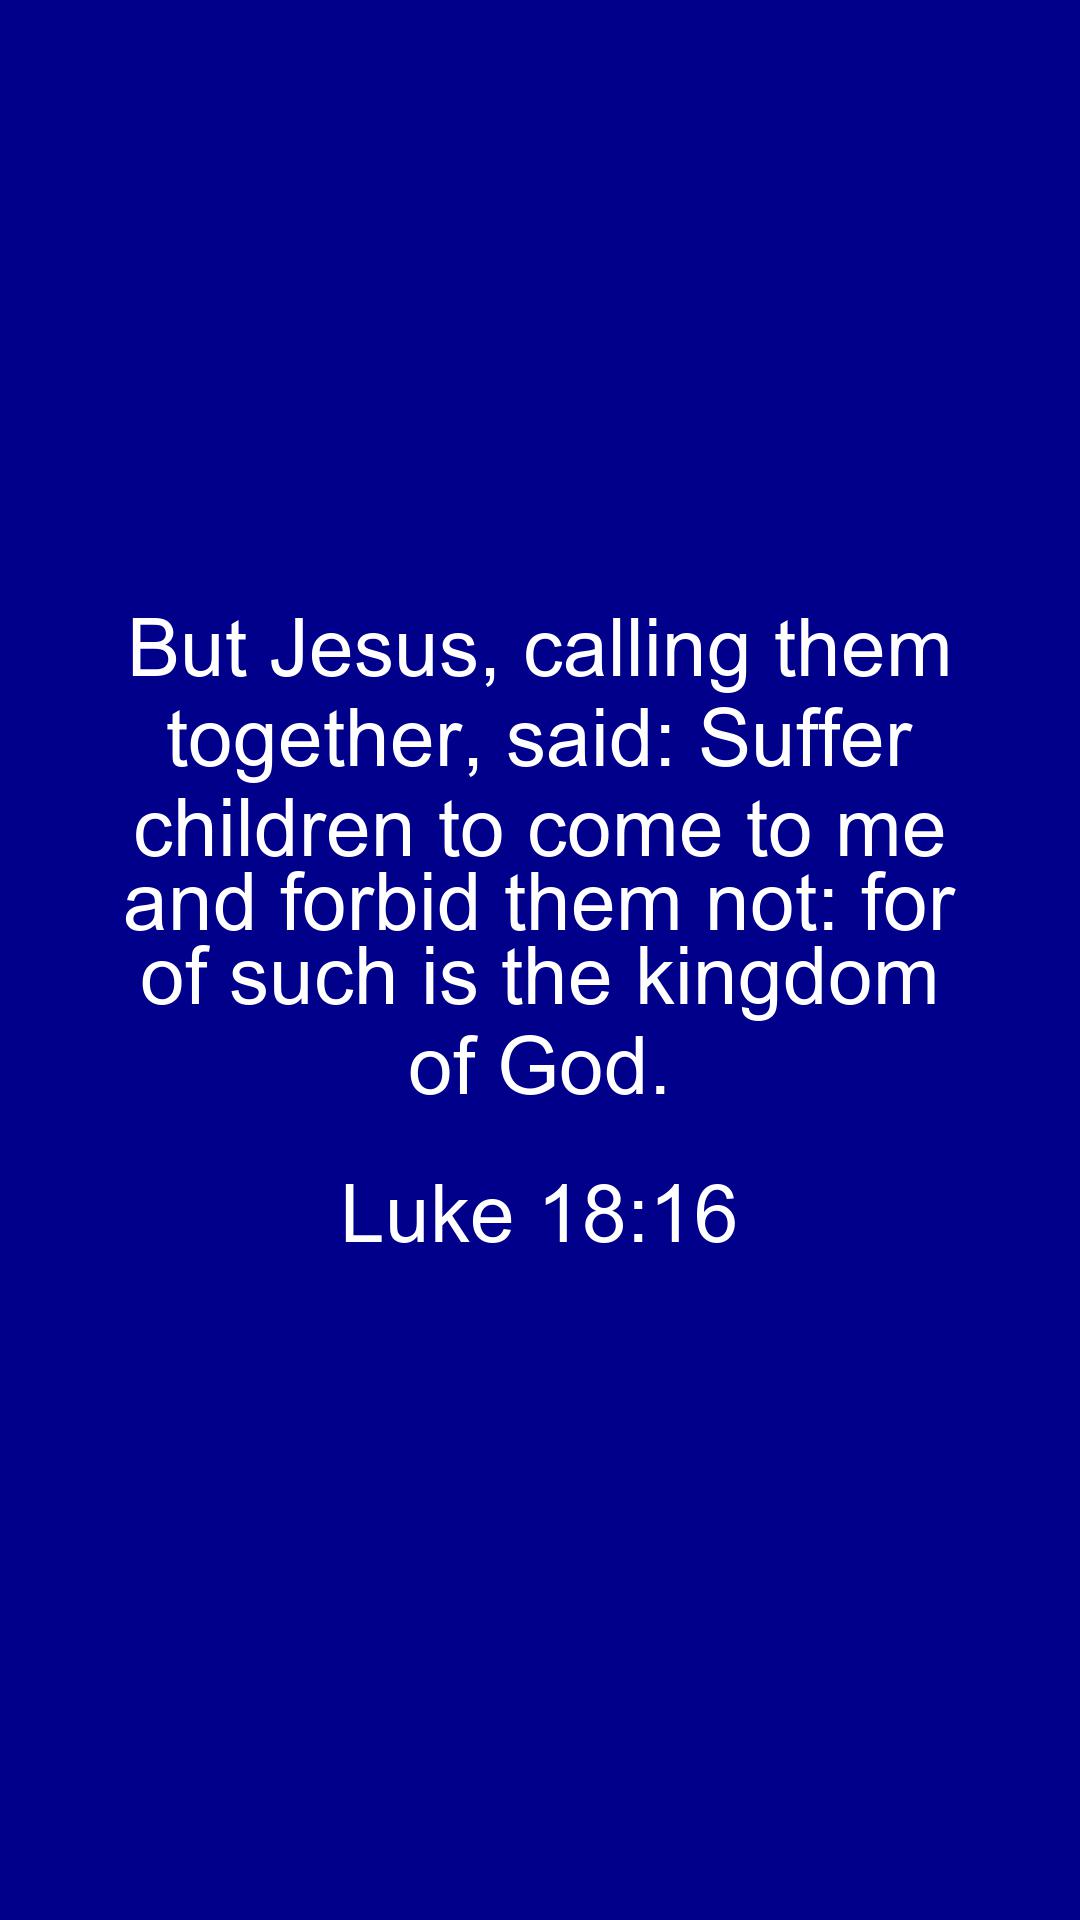 But Jesus, calling them
together, said: Suffer
children to come to me
and forbid them not: for
of such is the kingdom
of God.
Luke 18:16